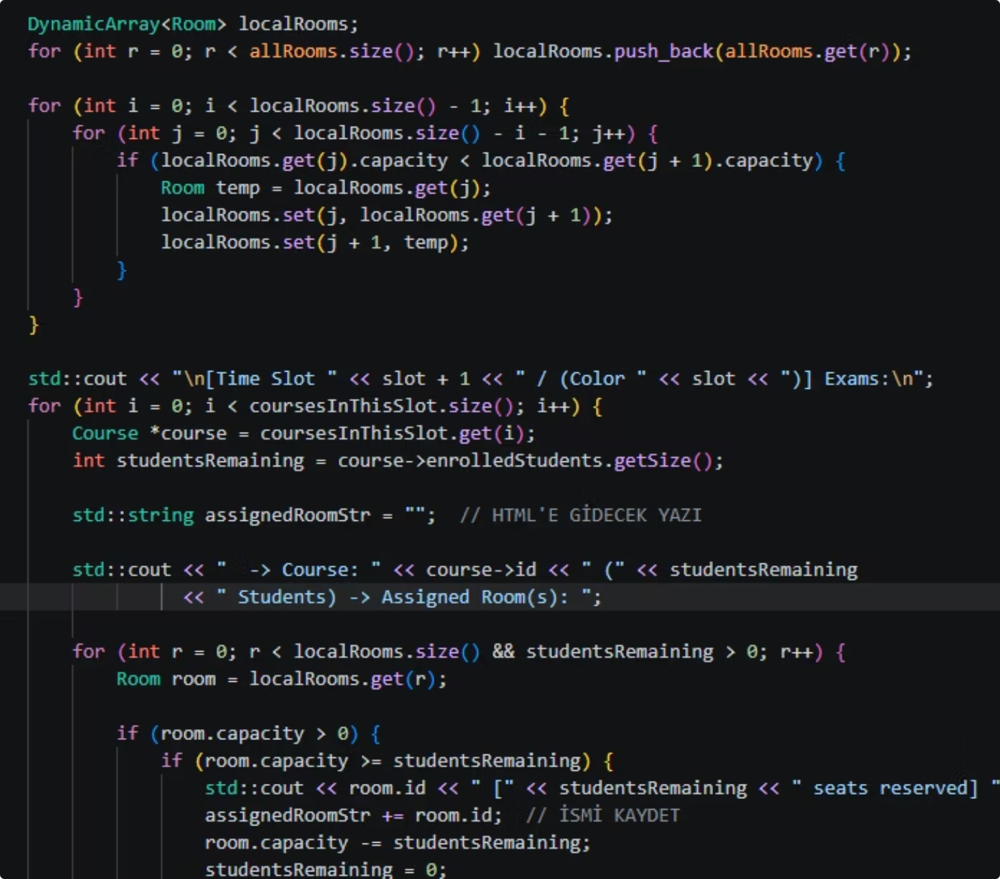 DynamicArray<Room> localRooms;
for (int r = 0; r < allRooms.size(); r++) localRooms.push_back(allRooms.get(r));
for (int i = 0; i < localRooms.size() - 1; i++) {
for (int j = 0; j < localRooms.size() - i - 1; j++) {
if (localRooms.get(j).capacity < localRooms.get(j + 1).capacity) {
Room temp = localRooms.get(j);
localRooms.set(j, localRooms.get(j + 1));
localRooms.set(j + 1, temp);
}
}
}
std::cout << "\n[Time Slot " << slot + 1 << " / (Color " << slot << ")] Exams:\n";
for (int i = 0; i < coursesInThisSlot.size(); i++) {
Course *course = coursesInThisSlot.get(i);
int studentsRemaining = course->enrolledStudents.getSize();
std::string assignedRoomStr = "";  // HTML'E GİDECEK YAZI
std::cout << "  -> Course: " << course->id << " (" << studentsRemaining
<< " Students) -> Assigned Room(s): ";
for (int r = 0; r < localRooms.size() && studentsRemaining > 0; r++) {
Room room = localRooms.get(r);
if (room.capacity > 0) {
if (room.capacity >= studentsRemaining) {
std::cout << room.id << " [" << studentsRemaining << " seats reserved] "
assignedRoomStr += room.id;  // İSMİ KAYDET
room.capacity -= studentsRemaining;
studentsRemaining = 0;